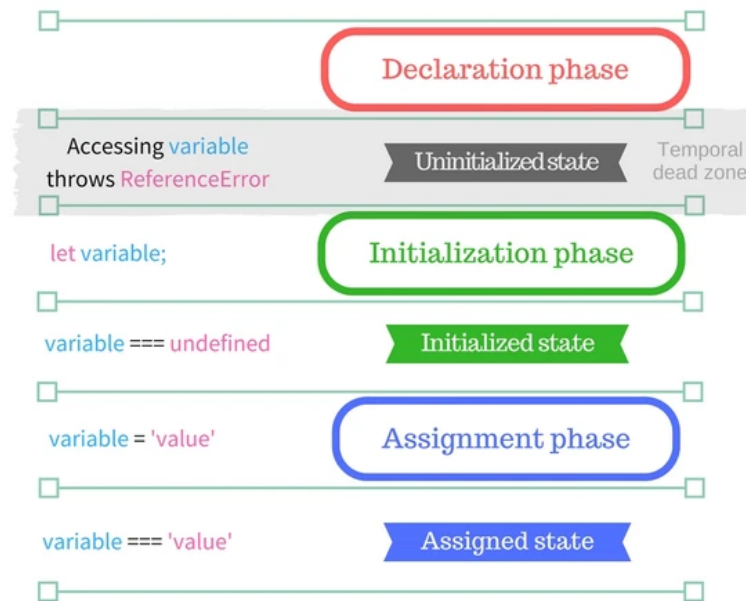 Declaration phase
Accessing variable
throws ReferenceError
Uninitialized state
Temporal
dead zone
let variable;
Initialization phase
variable === undefined
Initialized state
variable = 'value'
Assignment phase
variable === 'value'
Assigned state